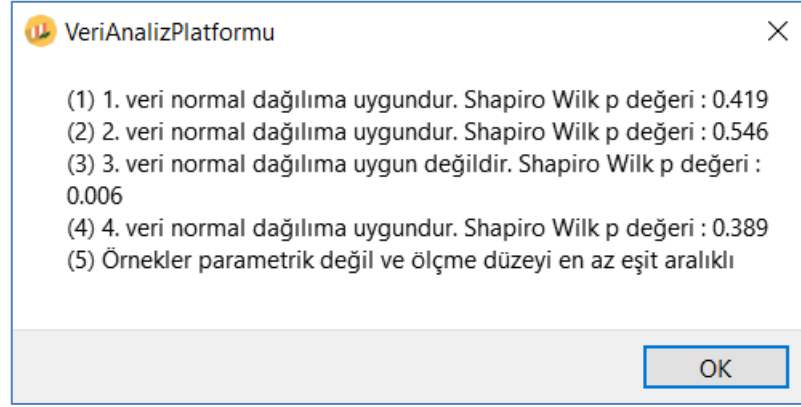 VeriAnalizPlatformu
(1) 1. veri normal dağılıma uygundur. Shapiro Wilk p değeri : 0.419
(2) 2. veri normal dağılıma uygundur. Shapiro Wilk p değeri : 0.546
(3) 3. veri normal dağılıma uygun değildir. Shapiro Wilk p değeri :
0.006
(4) 4. veri normal dağılıma uygundur. Shapiro Wilk p değeri : 0.389
(5) Örnekler parametrik değil ve ölçme düzeyi en az eşit aralıklı
OK